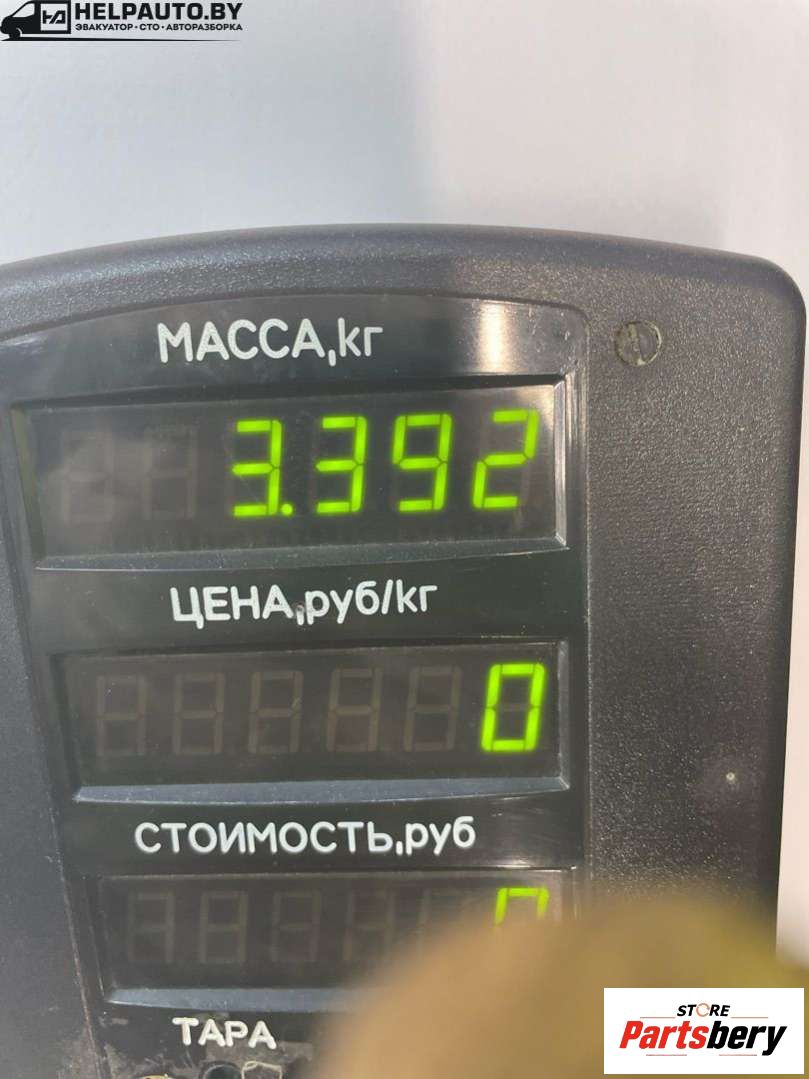 HELPAUTO.BY
ЭВАКУАТОР • СТО • АВТОРАЗБОРКА
МАССА,кг
3.392
ЦЕНА,руб/кг
0
СТОИМОСТЬ,руб
0
ТАРА
STORE
Partsbery